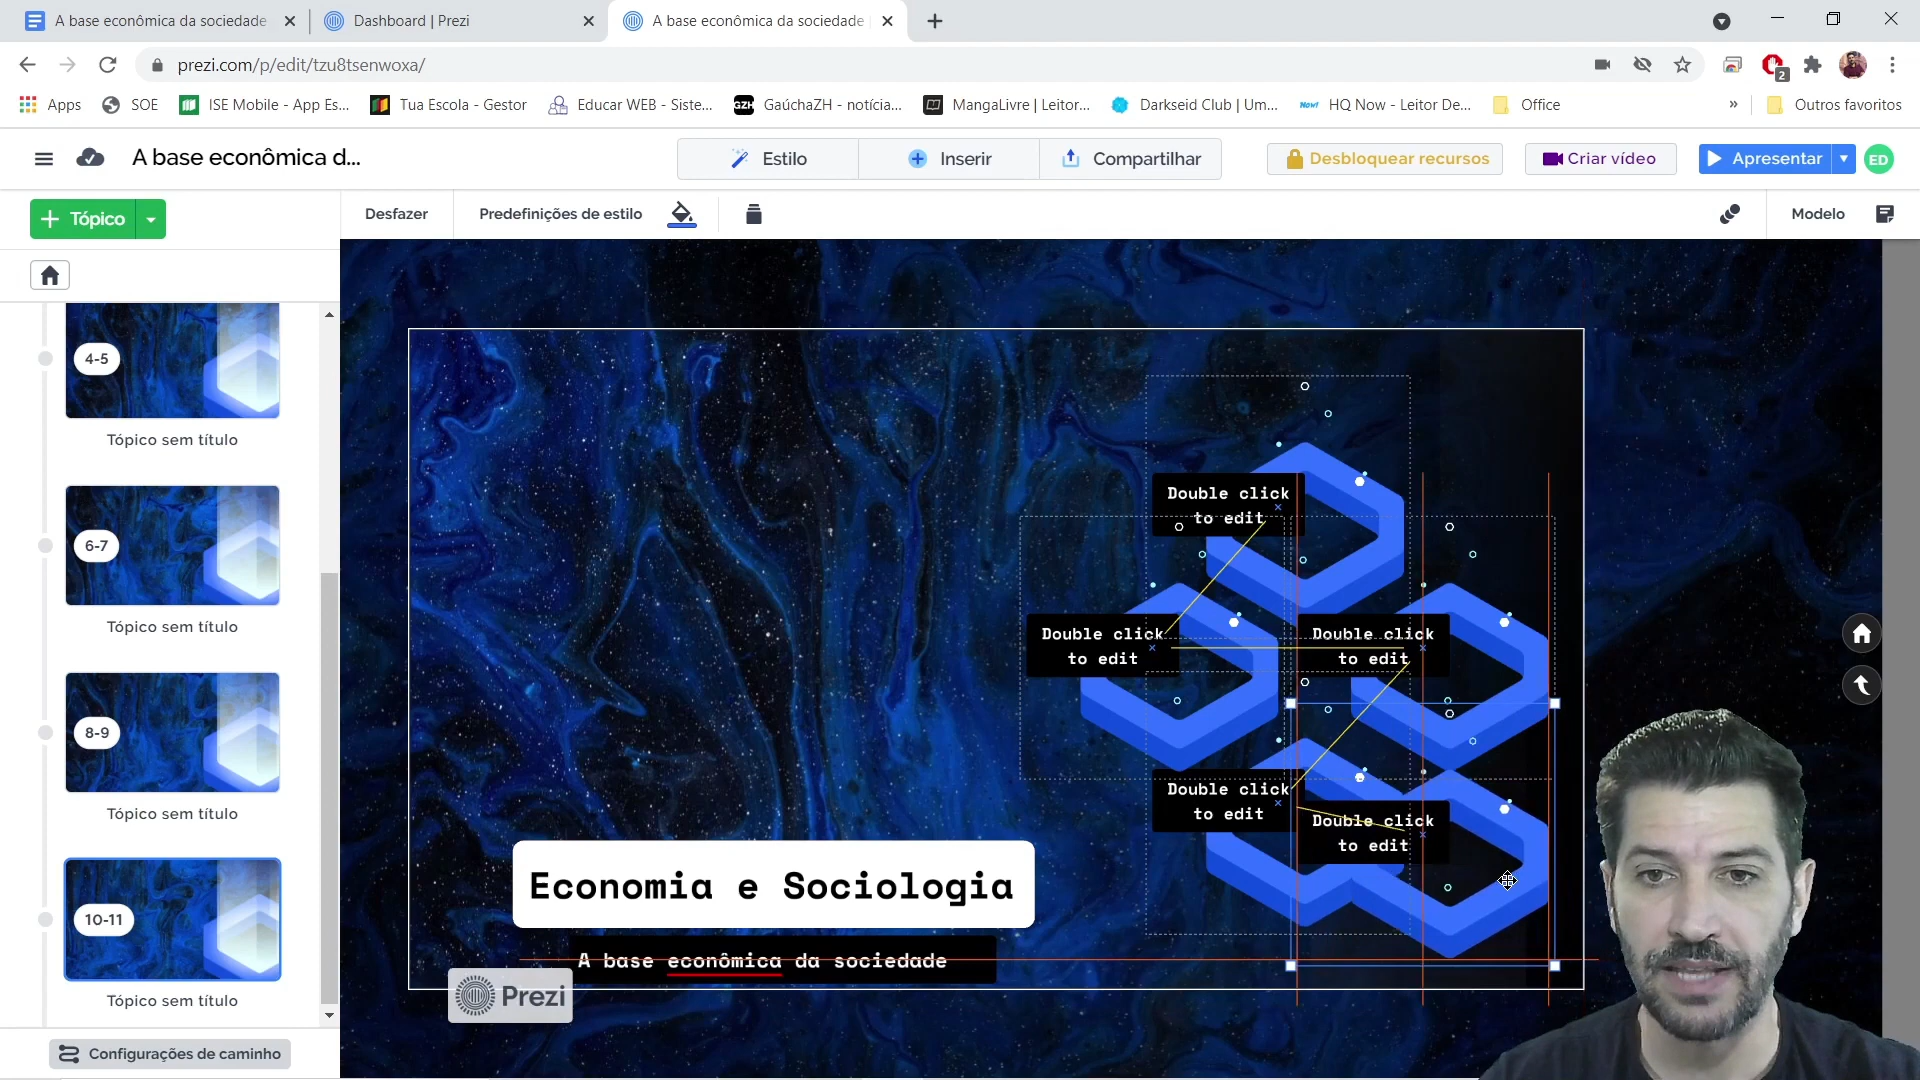 A base econômica da sociedade
Dashboard | Prezi
A base econômica da sociedade
prezi.com/p/edit/tzu8tsenwoxa/
2
Apps
SOE
ISE Mobile - App Es...
Tua Escola - Gestor
Educar WEB - Siste...
GZH
GaúchaZH - notícia...
MangaLivre | Leitor...
Darkseid Club | Um...
Now!
HQ Now - Leitor De...
Office
»
Outros favoritos
A base econômica d...
Estilo
Inserir
Compartilhar
Desbloquear recursos
Criar vídeo
Apresentar
ED
Tópico
Desfazer
Predefinições de estilo
Modelo
4-5
Tópico sem título
6-7
Tópico sem título
8-9
Tópico sem título
10-11
Tópico sem título
Configurações de caminho
Double click
to edit
Double click
to edit
Double click
to edit
Double click
to edit
Double click
to edit
Economia e Sociologia
A base econômica da sociedade
Prezi